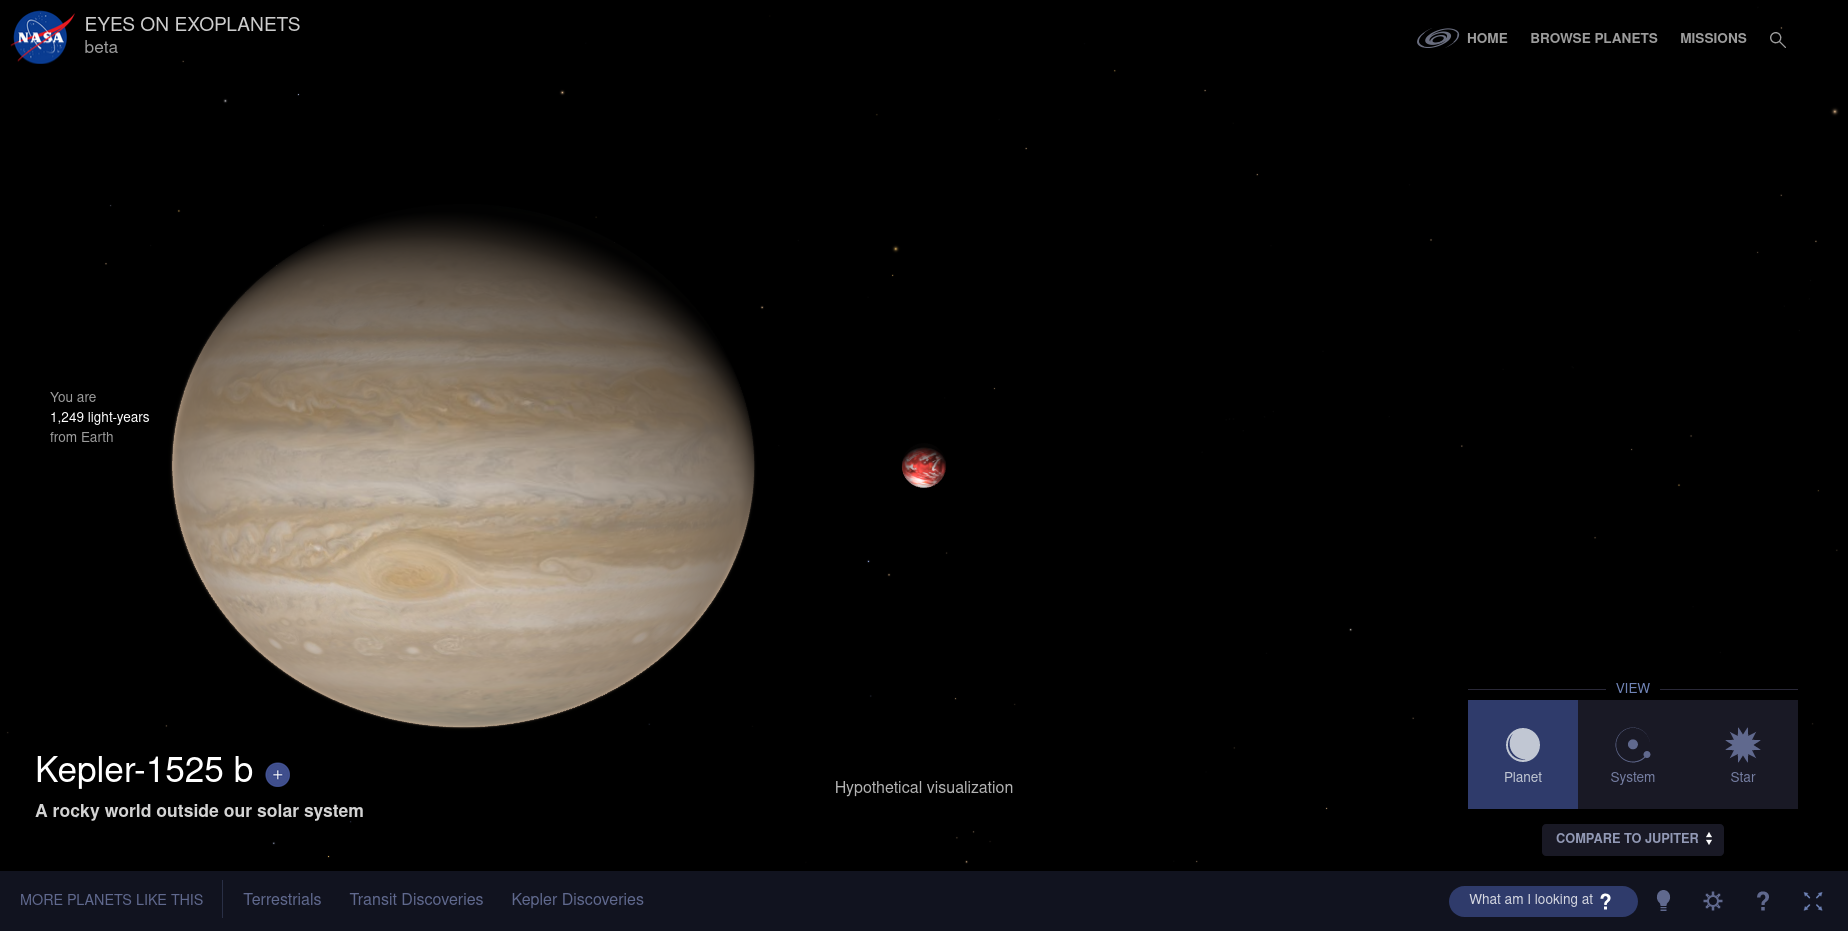 NASA
EYES ON EXOPLANETS
beta
HOME
BROWSE PLANETS
MISSIONS
You are
1,249 light-years
from Earth
Kepler-1525 b +
A rocky world outside our solar system
Hypothetical visualization
VIEW
Planet
System
Star
COMPARE TO JUPITER
MORE PLANETS LIKE THIS
Terrestrials
Transit Discoveries
Kepler Discoveries
What am I looking at ?
?